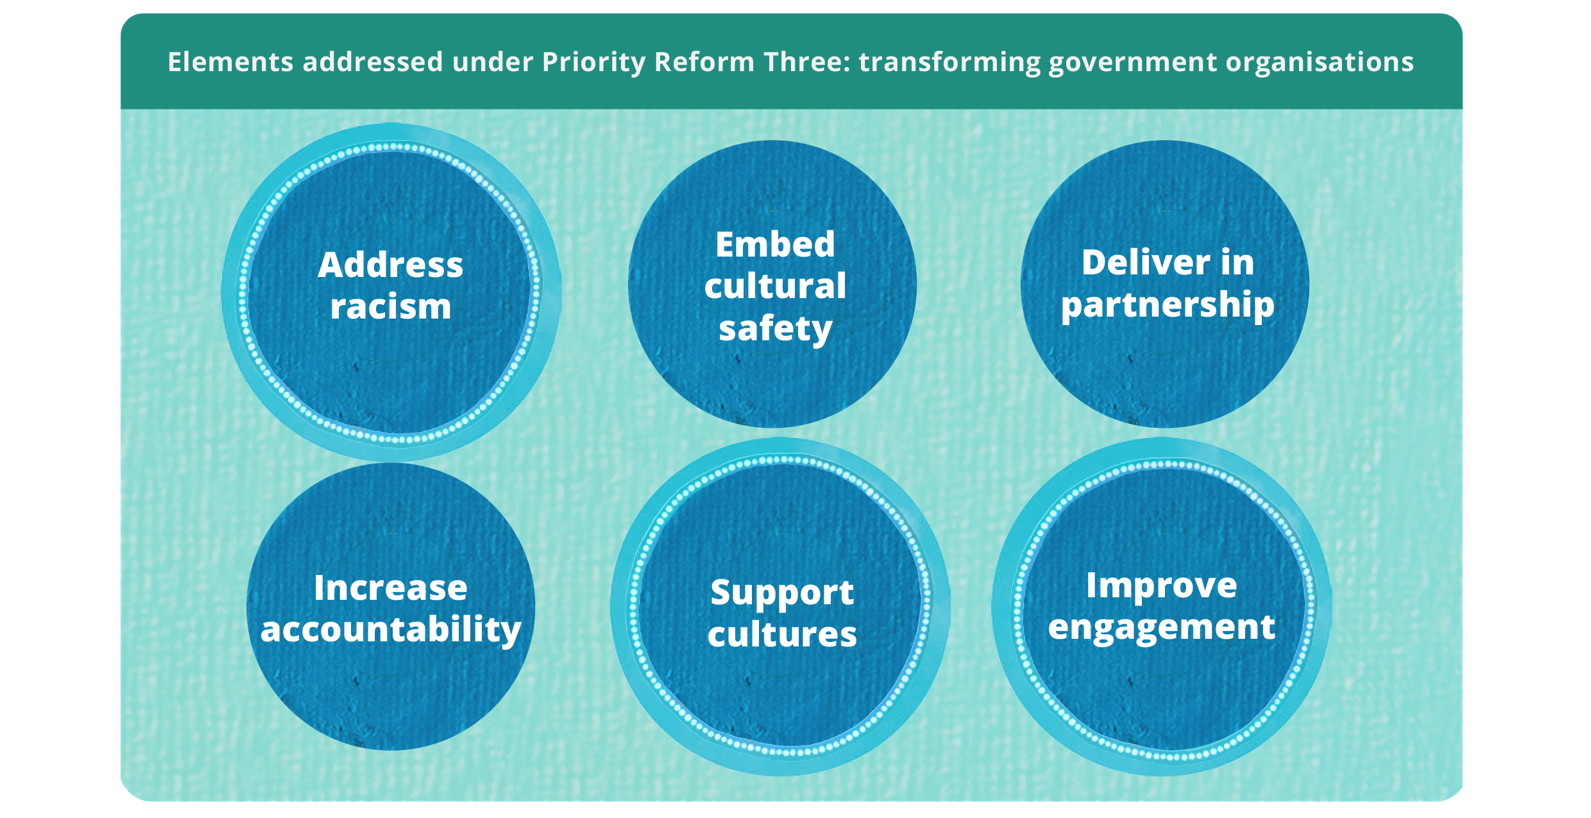 Elements addressed under Priority Reform Three: transforming government organisations
Address
racism
Embed
cultural
safety
Deliver in
partnership
Increase
accountability
Support
cultures
Improve
engagement